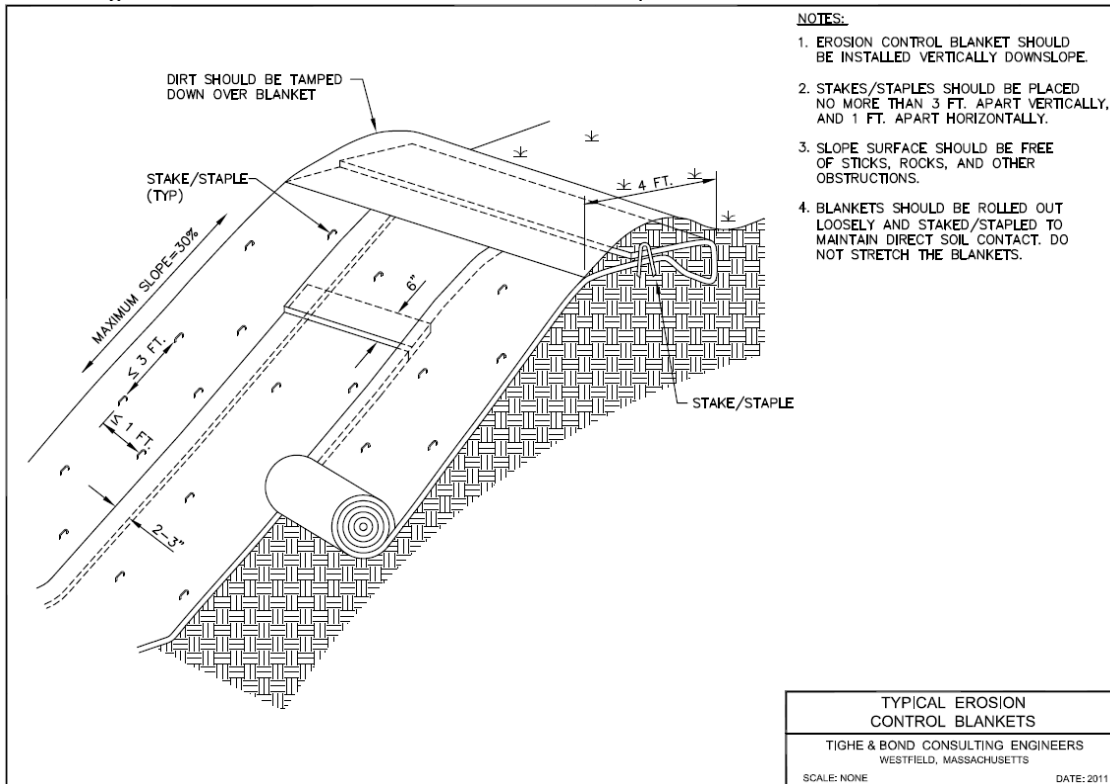 NOTES:
1. EROSION CONTROL BLANKET SHOULD
BE INSTALLED VERTICALLY DOWNSLOPE.
2. STAKES/STAPLES SHOULD BE PLACED
NO MORE THAN 3 FT. APART VERTICALLY,
AND 1 FT. APART HORIZONTALLY.
3. SLOPE SURFACE SHOULD BE FREE
OF STICKS, ROCKS, AND OTHER
OBSTRUCTIONS.
4. BLANKETS SHOULD BE ROLLED OUT
LOOSELY AND STAKED/STAPLED TO
MAINTAIN DIRECT SOIL CONTACT. DO
NOT STRETCH THE BLANKETS.
DIRT SHOULD BE TAMPED
DOWN OVER BLANKET
STAKE/STAPLE
(TYP)
4 FT.
MAXIMUM SLOPE=30%
6"
≤ 3 FT.
≤ 1 FT.
STAKE/STAPLE
2-3"
TYPICAL EROSION
CONTROL BLANKETS
TIGHE & BOND CONSULTING ENGINEERS
WESTFIELD, MASSACHUSETTS
SCALE: NONE DATE: 2011